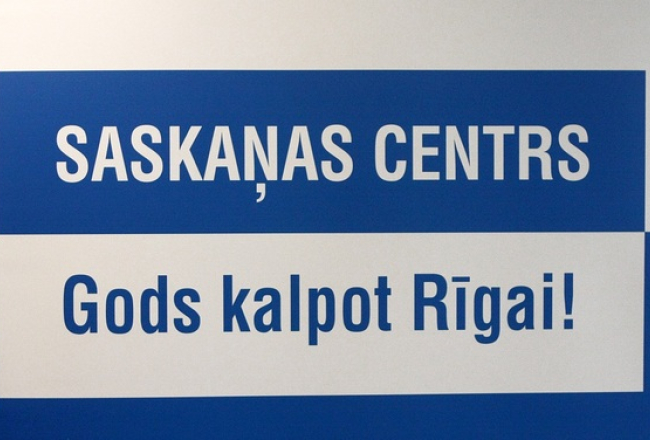 SASKAŅAS CENTRS
Gods kalpot Rīgai!